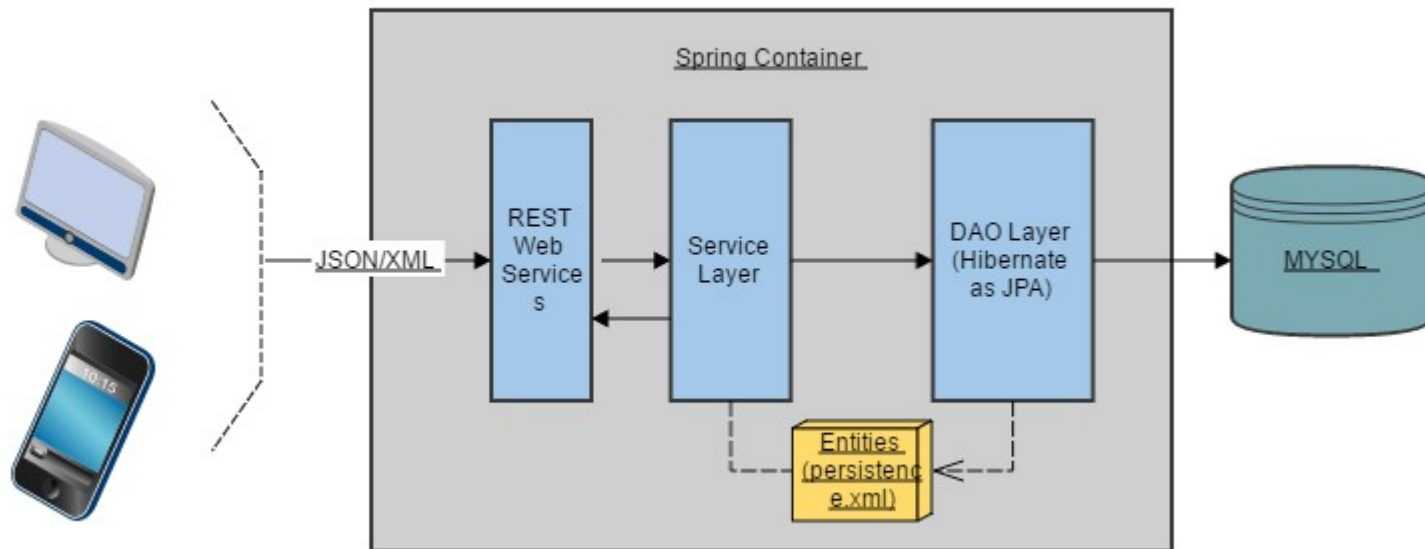 Spring Container
10:15
JSON/XML
REST
Web
Service
s
Service
Layer
DAO Layer
(Hibernate
as JPA)
MYSQL
Entities
(persistenc
e.xml)